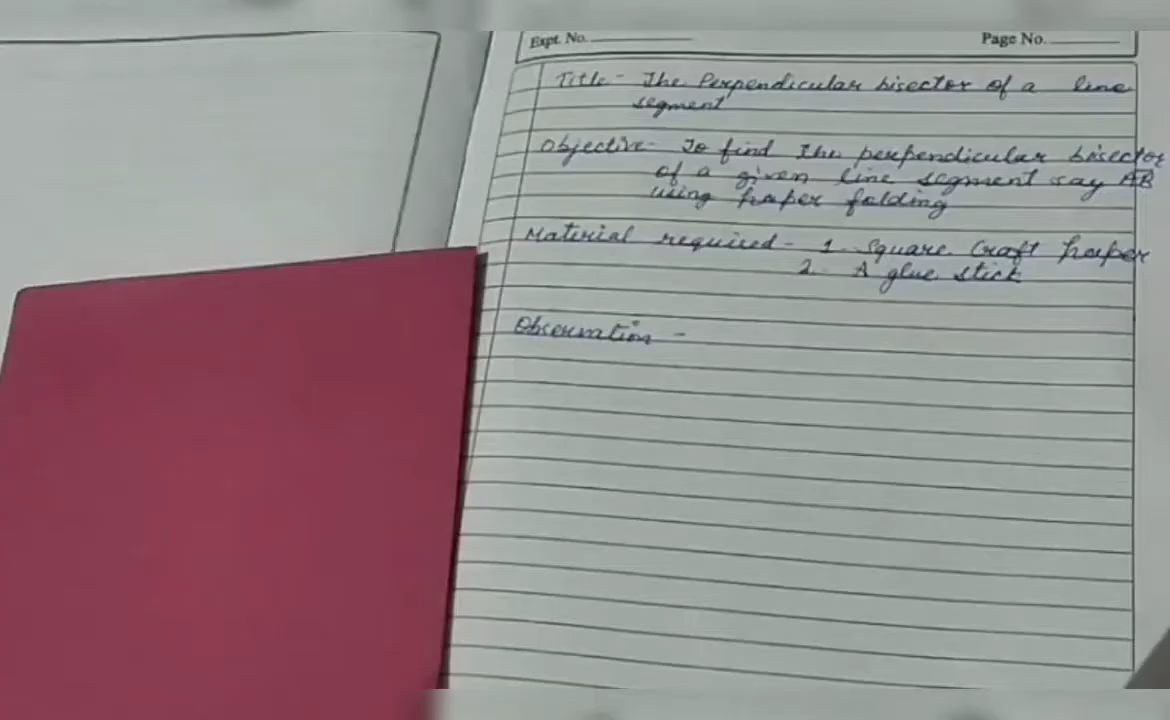 Expt. No.
Page No.
Title - The Perpendicular bisector of a line
segment
Objective - To find the perpendicular bisector
of a given line segment say AB
using paper folding
Material required - 1. Square Craft paper
2. A glue stick
Observation -